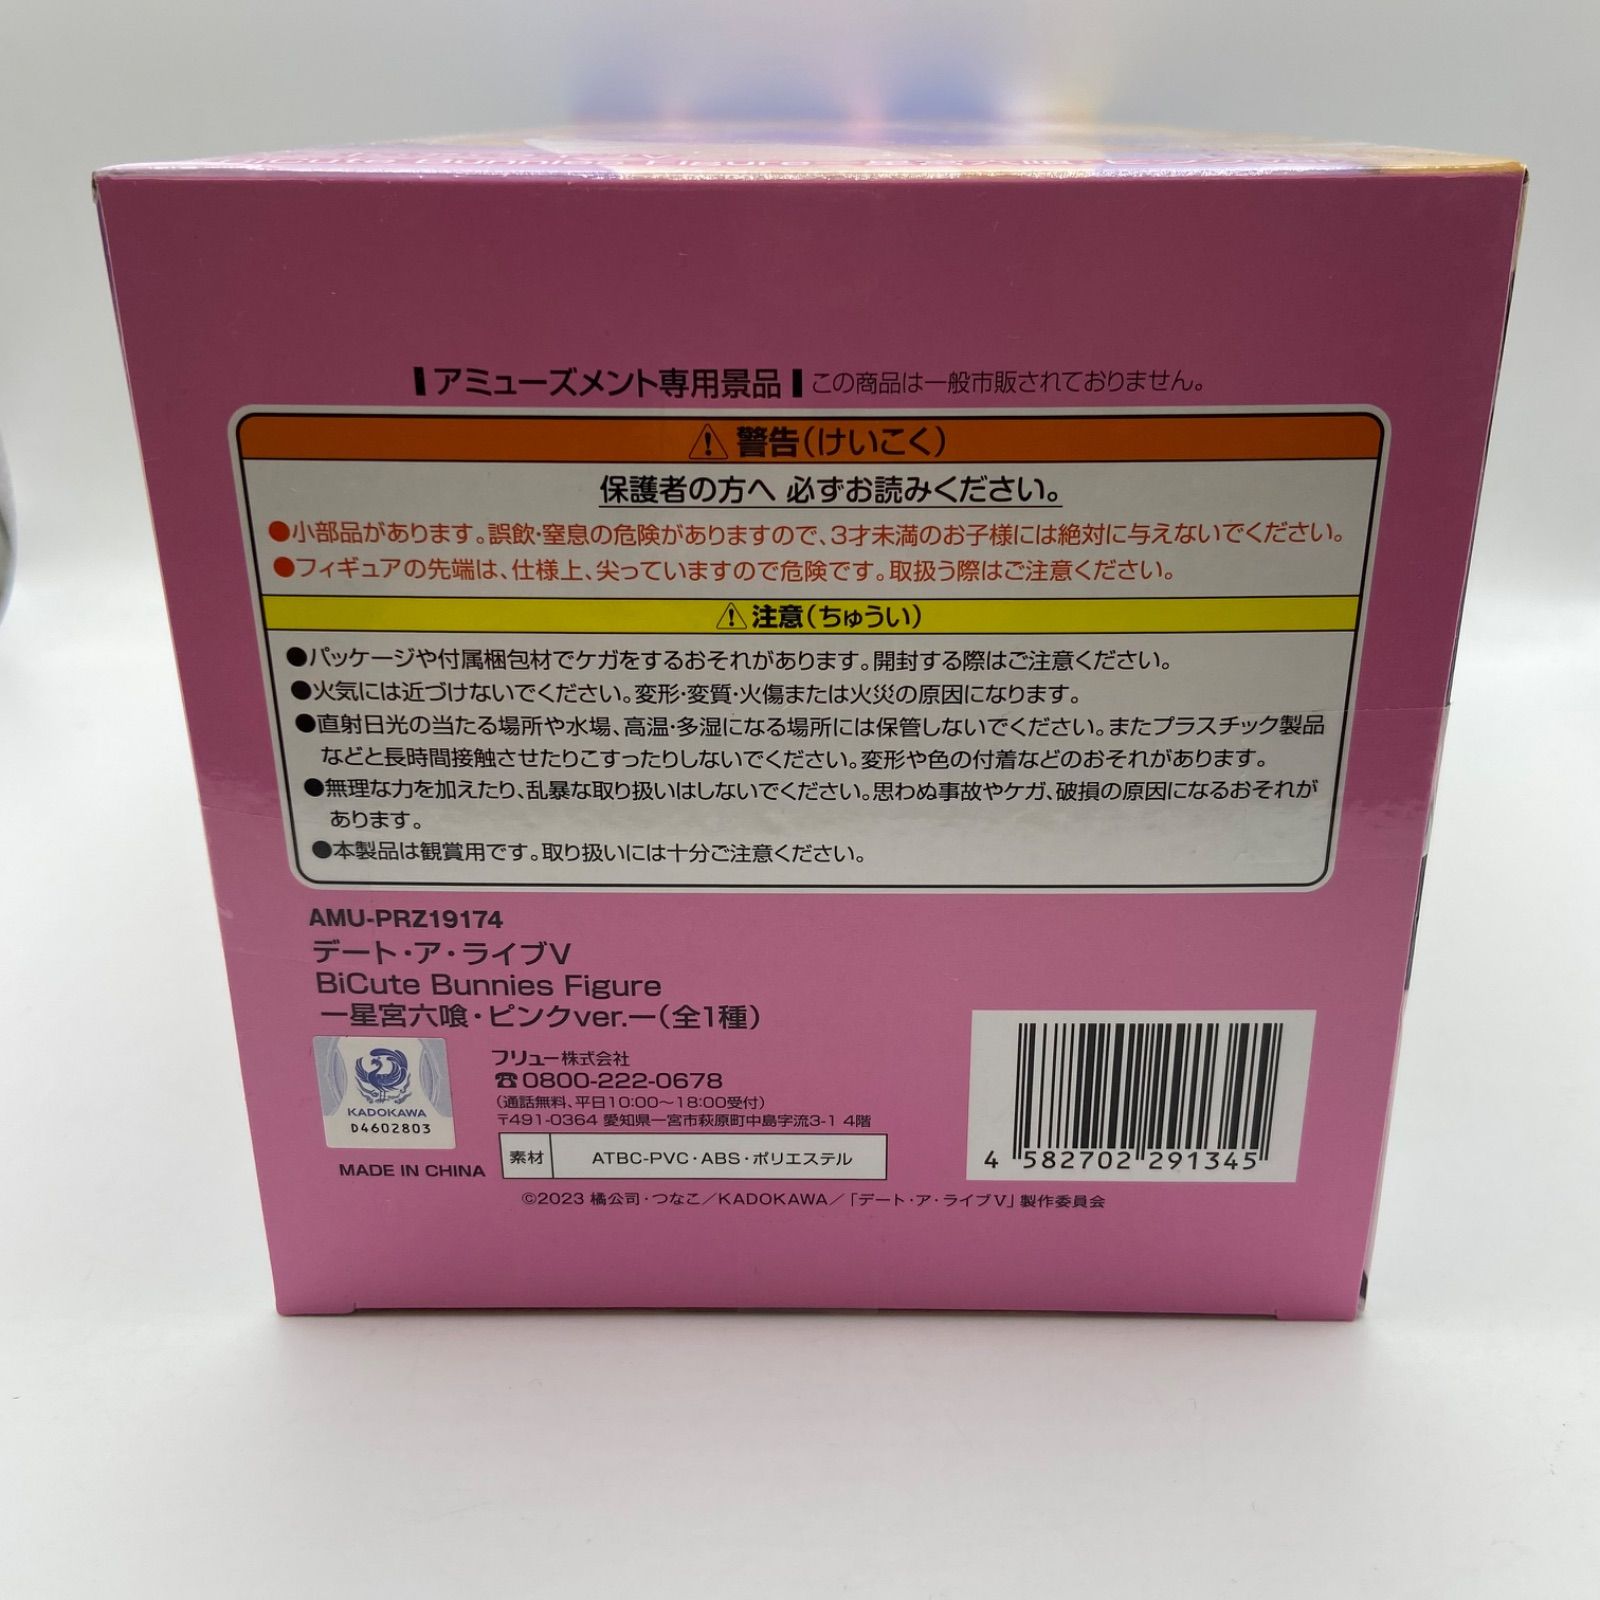 BiCute Bunnies Figure
アミューズメント専用景品 この商品は一般市販されておりません。
警告(けいこく)
保護者の方へ 必ずお読みください。
●小部品があります。誤飲・窒息の危険がありますので、3才未満のお子様には絶対に与えないでください。
●フィギュアの先端は、仕様上、尖っていますので危険です。取扱う際はご注意ください。
注意(ちゅうい)
●パッケージや付属梱包材でケガをするおそれがあります。開封する際はご注意ください。
●火気には近づけないでください。変形・変質・火傷または火災の原因になります。
●直射日光の当たる場所や水場、高温・多湿になる場所には保管しないでください。またプラスチック製品
などと長時間接触させたりこすったりしないでください。変形や色の付着などのおそれがあります。
●無理な力を加えたり、乱暴な取り扱いはしないでください。思わぬ事故やケガ、破損の原因になるおそれが
あります。
●本製品は観賞用です。取り扱いには十分ご注意ください。
AMU-PRZ19174
デート・ア・ライブV
BiCute Bunnies Figure
ー星宮六喰・ピンクver.ー(全1種)
KADOKAWA
D4602803
フリュー株式会社
☎0800-222-0678
(通話無料、平日10:00～18:00受付)
〒491-0364 愛知県一宮市萩原町中島字流3-1 4階
MADE IN CHINA
素材 ATBC-PVC・ABS・ポリエステル
4 582702 291345
©2023 橘公司・つなこ／KADOKAWA／「デート・ア・ライブV」製作委員会